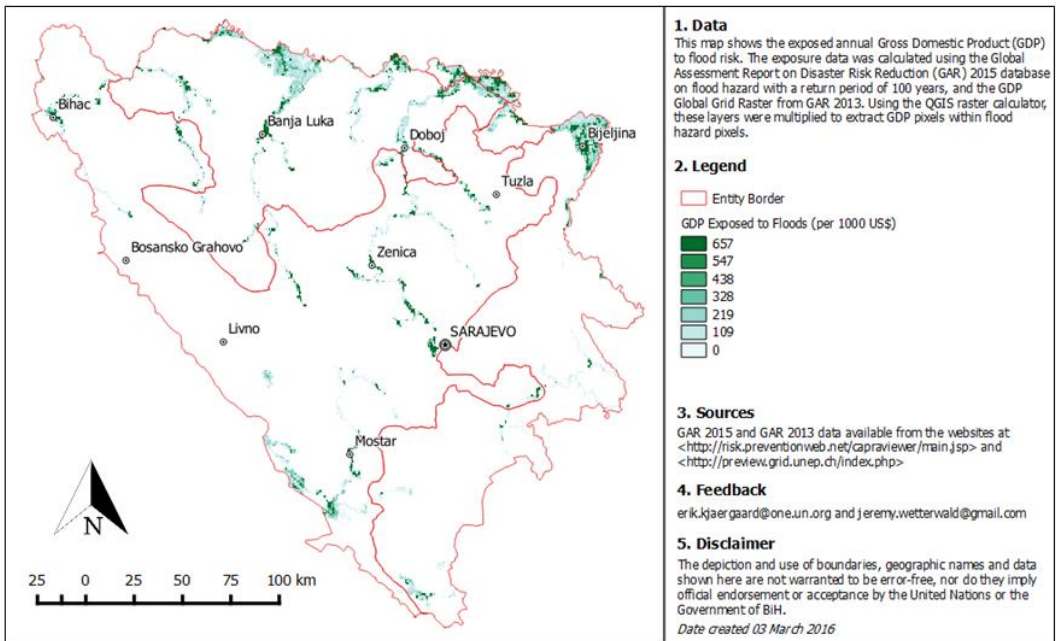 Bihac
Banja Luka
Doboj
Bijeljina
Tuzla
Bosansko Grahovo
Zenica
Livno
SARAJEVO
Mostar
N
25 0 25 50 75 100 km
1. Data
This map shows the exposed annual Gross Domestic Product (GDP)
to flood risk. The exposure data was calculated using the Global
Assessment Report on Disaster Risk Reduction (GAR) 2015 database
on flood hazard with a return period of 100 years, and the GDP
Global Grid Raster from GAR 2013. Using the QGIS raster calculator,
these layers were multiplied to extract GDP pixels within flood
hazard pixels.
2. Legend
Entity Border
GDP Exposed to Floods (per 1000 US$)
657
547
438
328
219
109
0
3. Sources
GAR 2015 and GAR 2013 data available from the websites at
<http://risk.preventionweb.net/capraviewer/main.jsp> and
<http://preview.grid.unep.ch/index.php>
4. Feedback
erik.kjaergaard@one.un.org and jeremy.wetterwald@gmail.com
5. Disclaimer
The depiction and use of boundaries, geographic names and data
shown here are not warranted to be error-free, nor do they imply
official endorsement or acceptance by the United Nations or the
Government of BiH.
Date created 03 March 2016